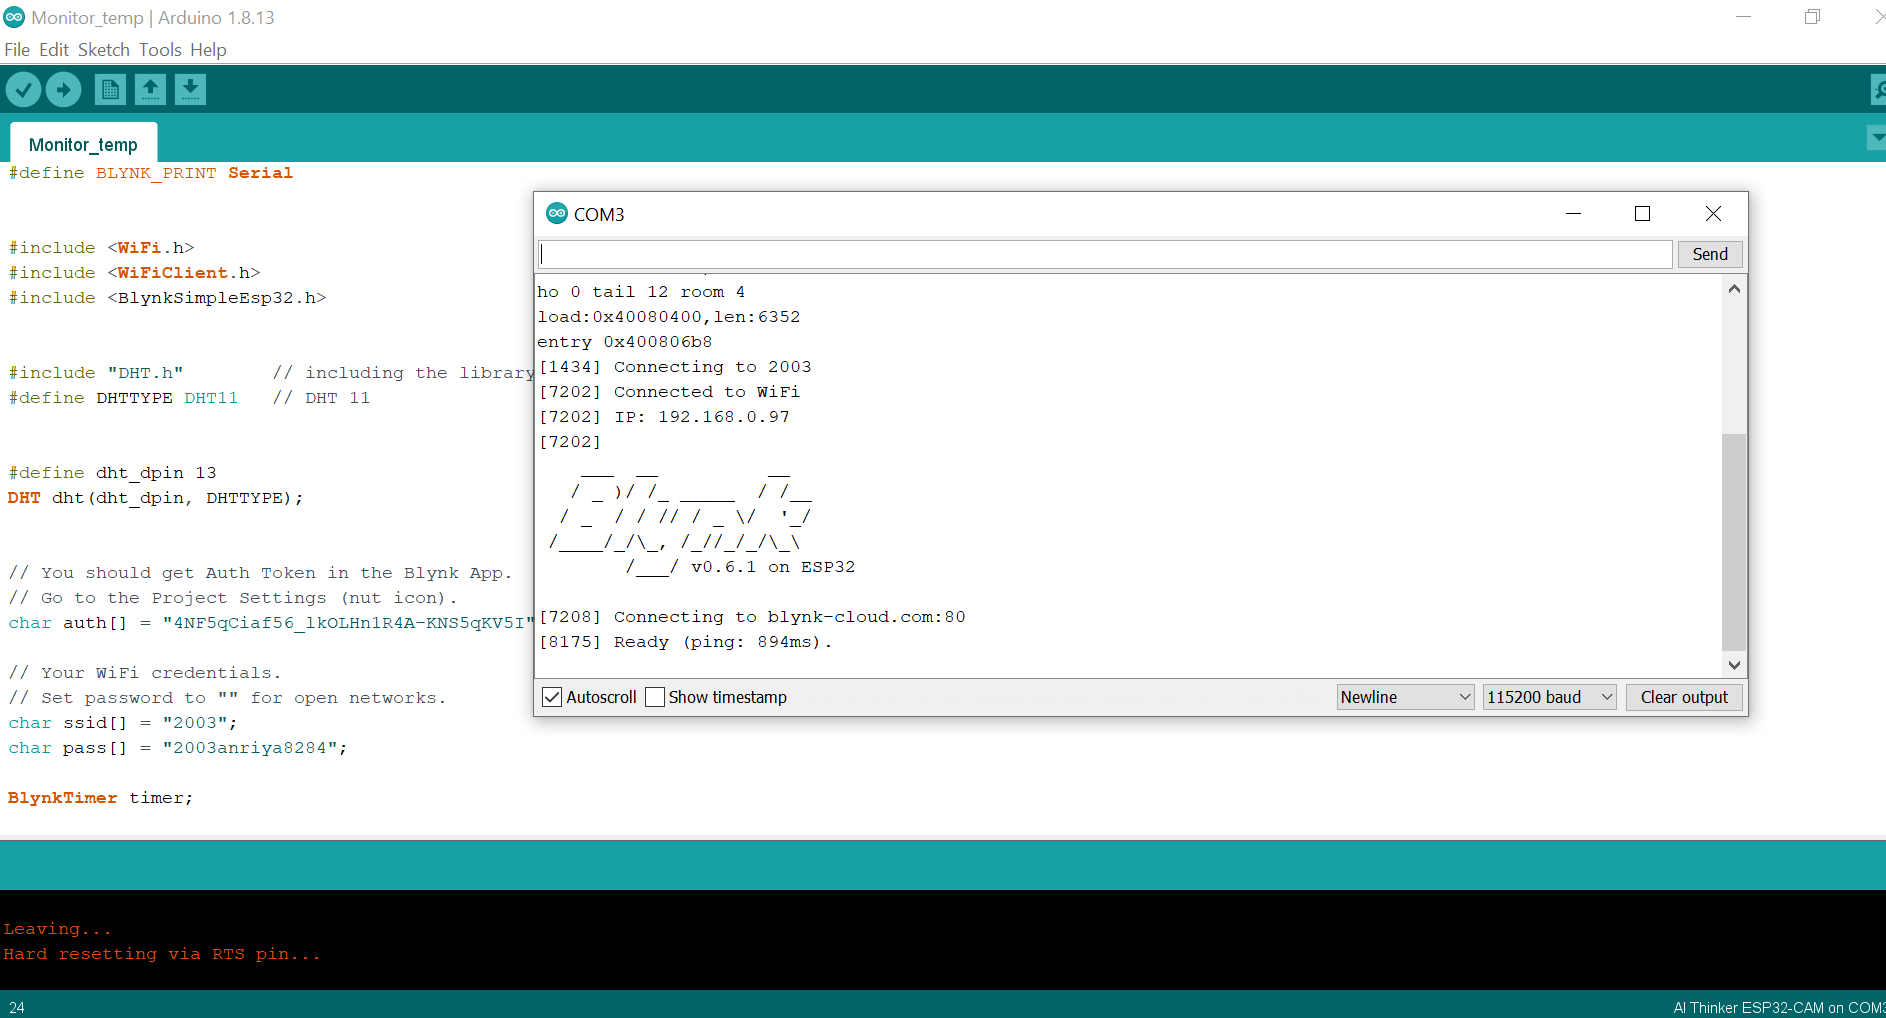 Monitor_temp | Arduino 1.8.13
File Edit Sketch Tools Help
Monitor_temp
#define BLYNK_PRINT Serial
#include <WiFi.h>
#include <WiFiClient.h>
#include <BlynkSimpleEsp32.h>
#include "DHT.h" // including the library
#define DHTTYPE DHT11 // DHT 11
#define dht_dpin 13
DHT dht(dht_dpin, DHTTYPE);
// You should get Auth Token in the Blynk App.
// Go to the Project Settings (nut icon).
char auth[] = "4NF5qCiaf56_lkOLHn1R4A-KNS5qKV5I"
// Your WiFi credentials.
// Set password to "" for open networks.
char ssid[] = "2003";
char pass[] = "2003anriya8284";
BlynkTimer timer;
COM3
Send
ho 0 tail 12 room 4
load:0x40080400,len:6352
entry 0x400806b8
[1434] Connecting to 2003
[7202] Connected to WiFi
[7202] IP: 192.168.0.97
[7202]
    ___  __          __
   / _ )/ /_ _____  / /__
  / _  / / // / _ \/  '_/
 /____/_/\_, /_//_/_/\_\
        /___/ v0.6.1 on ESP32
[7208] Connecting to blynk-cloud.com:80
[8175] Ready (ping: 894ms).
Autoscroll Show timestamp Newline 115200 baud Clear output
Leaving...
Hard resetting via RTS pin...
24 AI Thinker ESP32-CAM on COM3